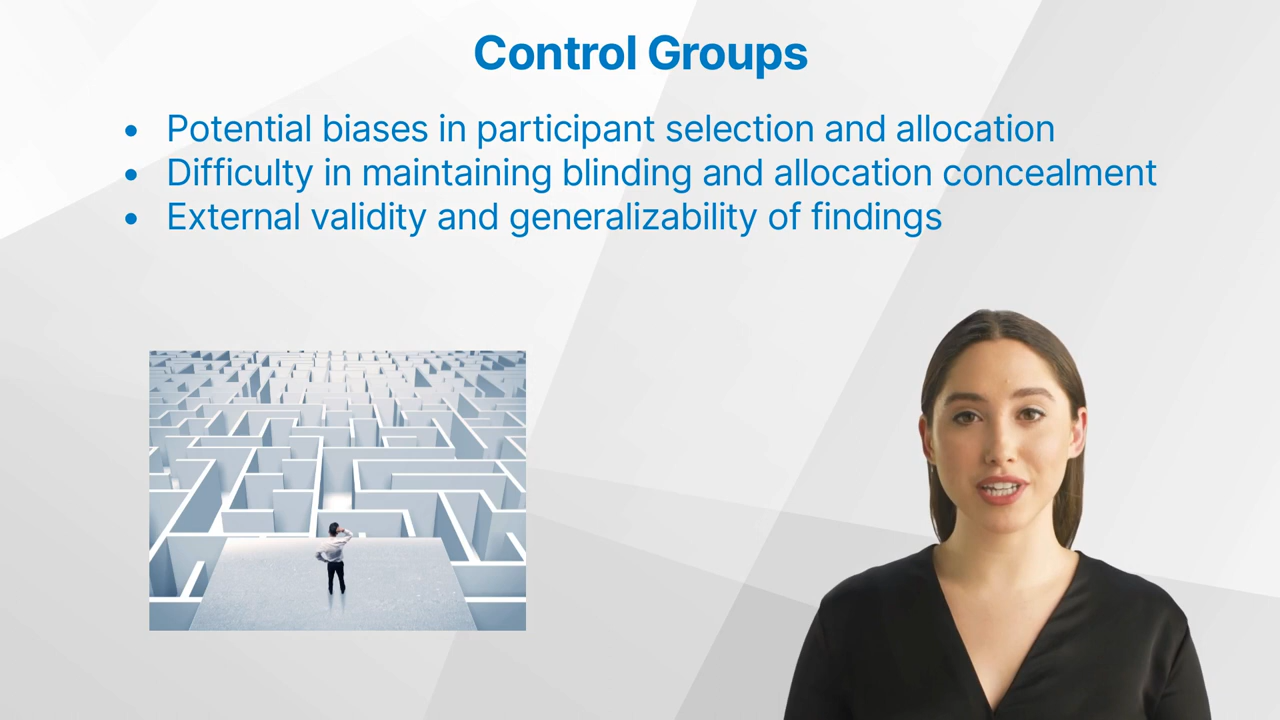 Control Groups
• Potential biases in participant selection and allocation
• Difficulty in maintaining blinding and allocation concealment
• External validity and generalizability of findings